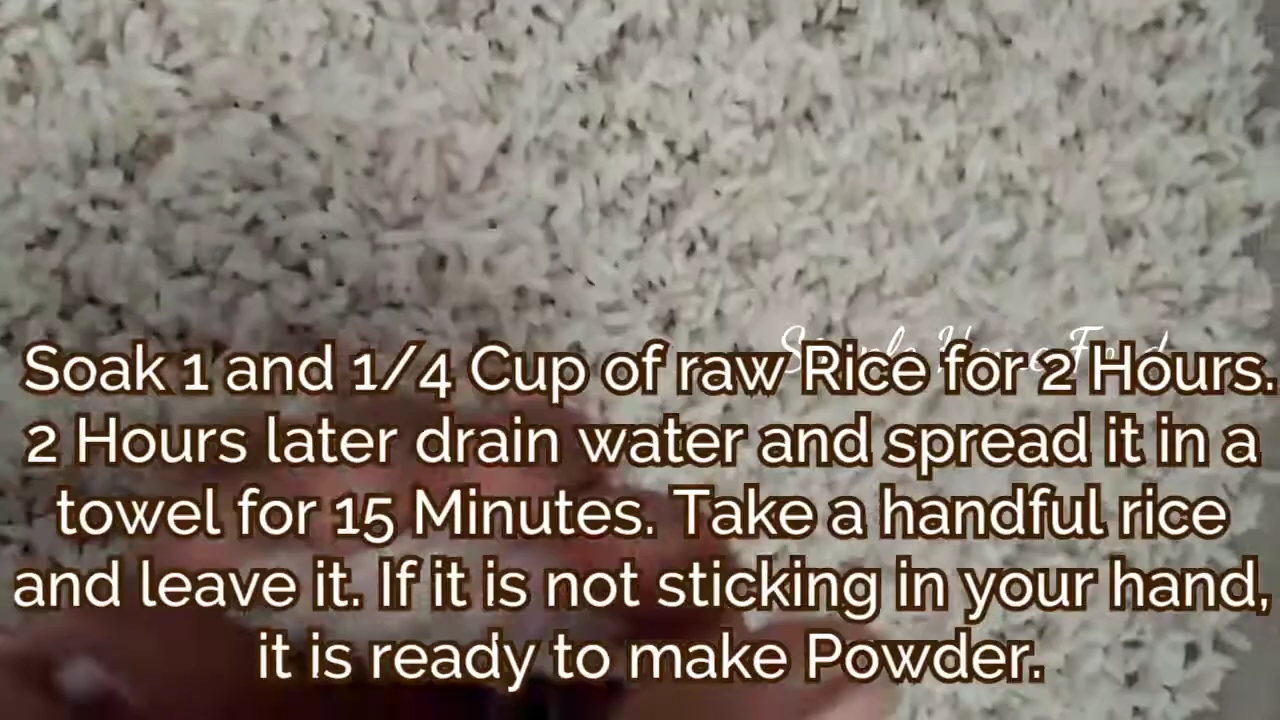 Soak 1 and 1/4 Cup of raw Rice for 2 Hours.
2 Hours later drain water and spread it in a
towel for 15 Minutes. Take a handful rice
and leave it. If it is not sticking in your hand,
it is ready to make Powder.